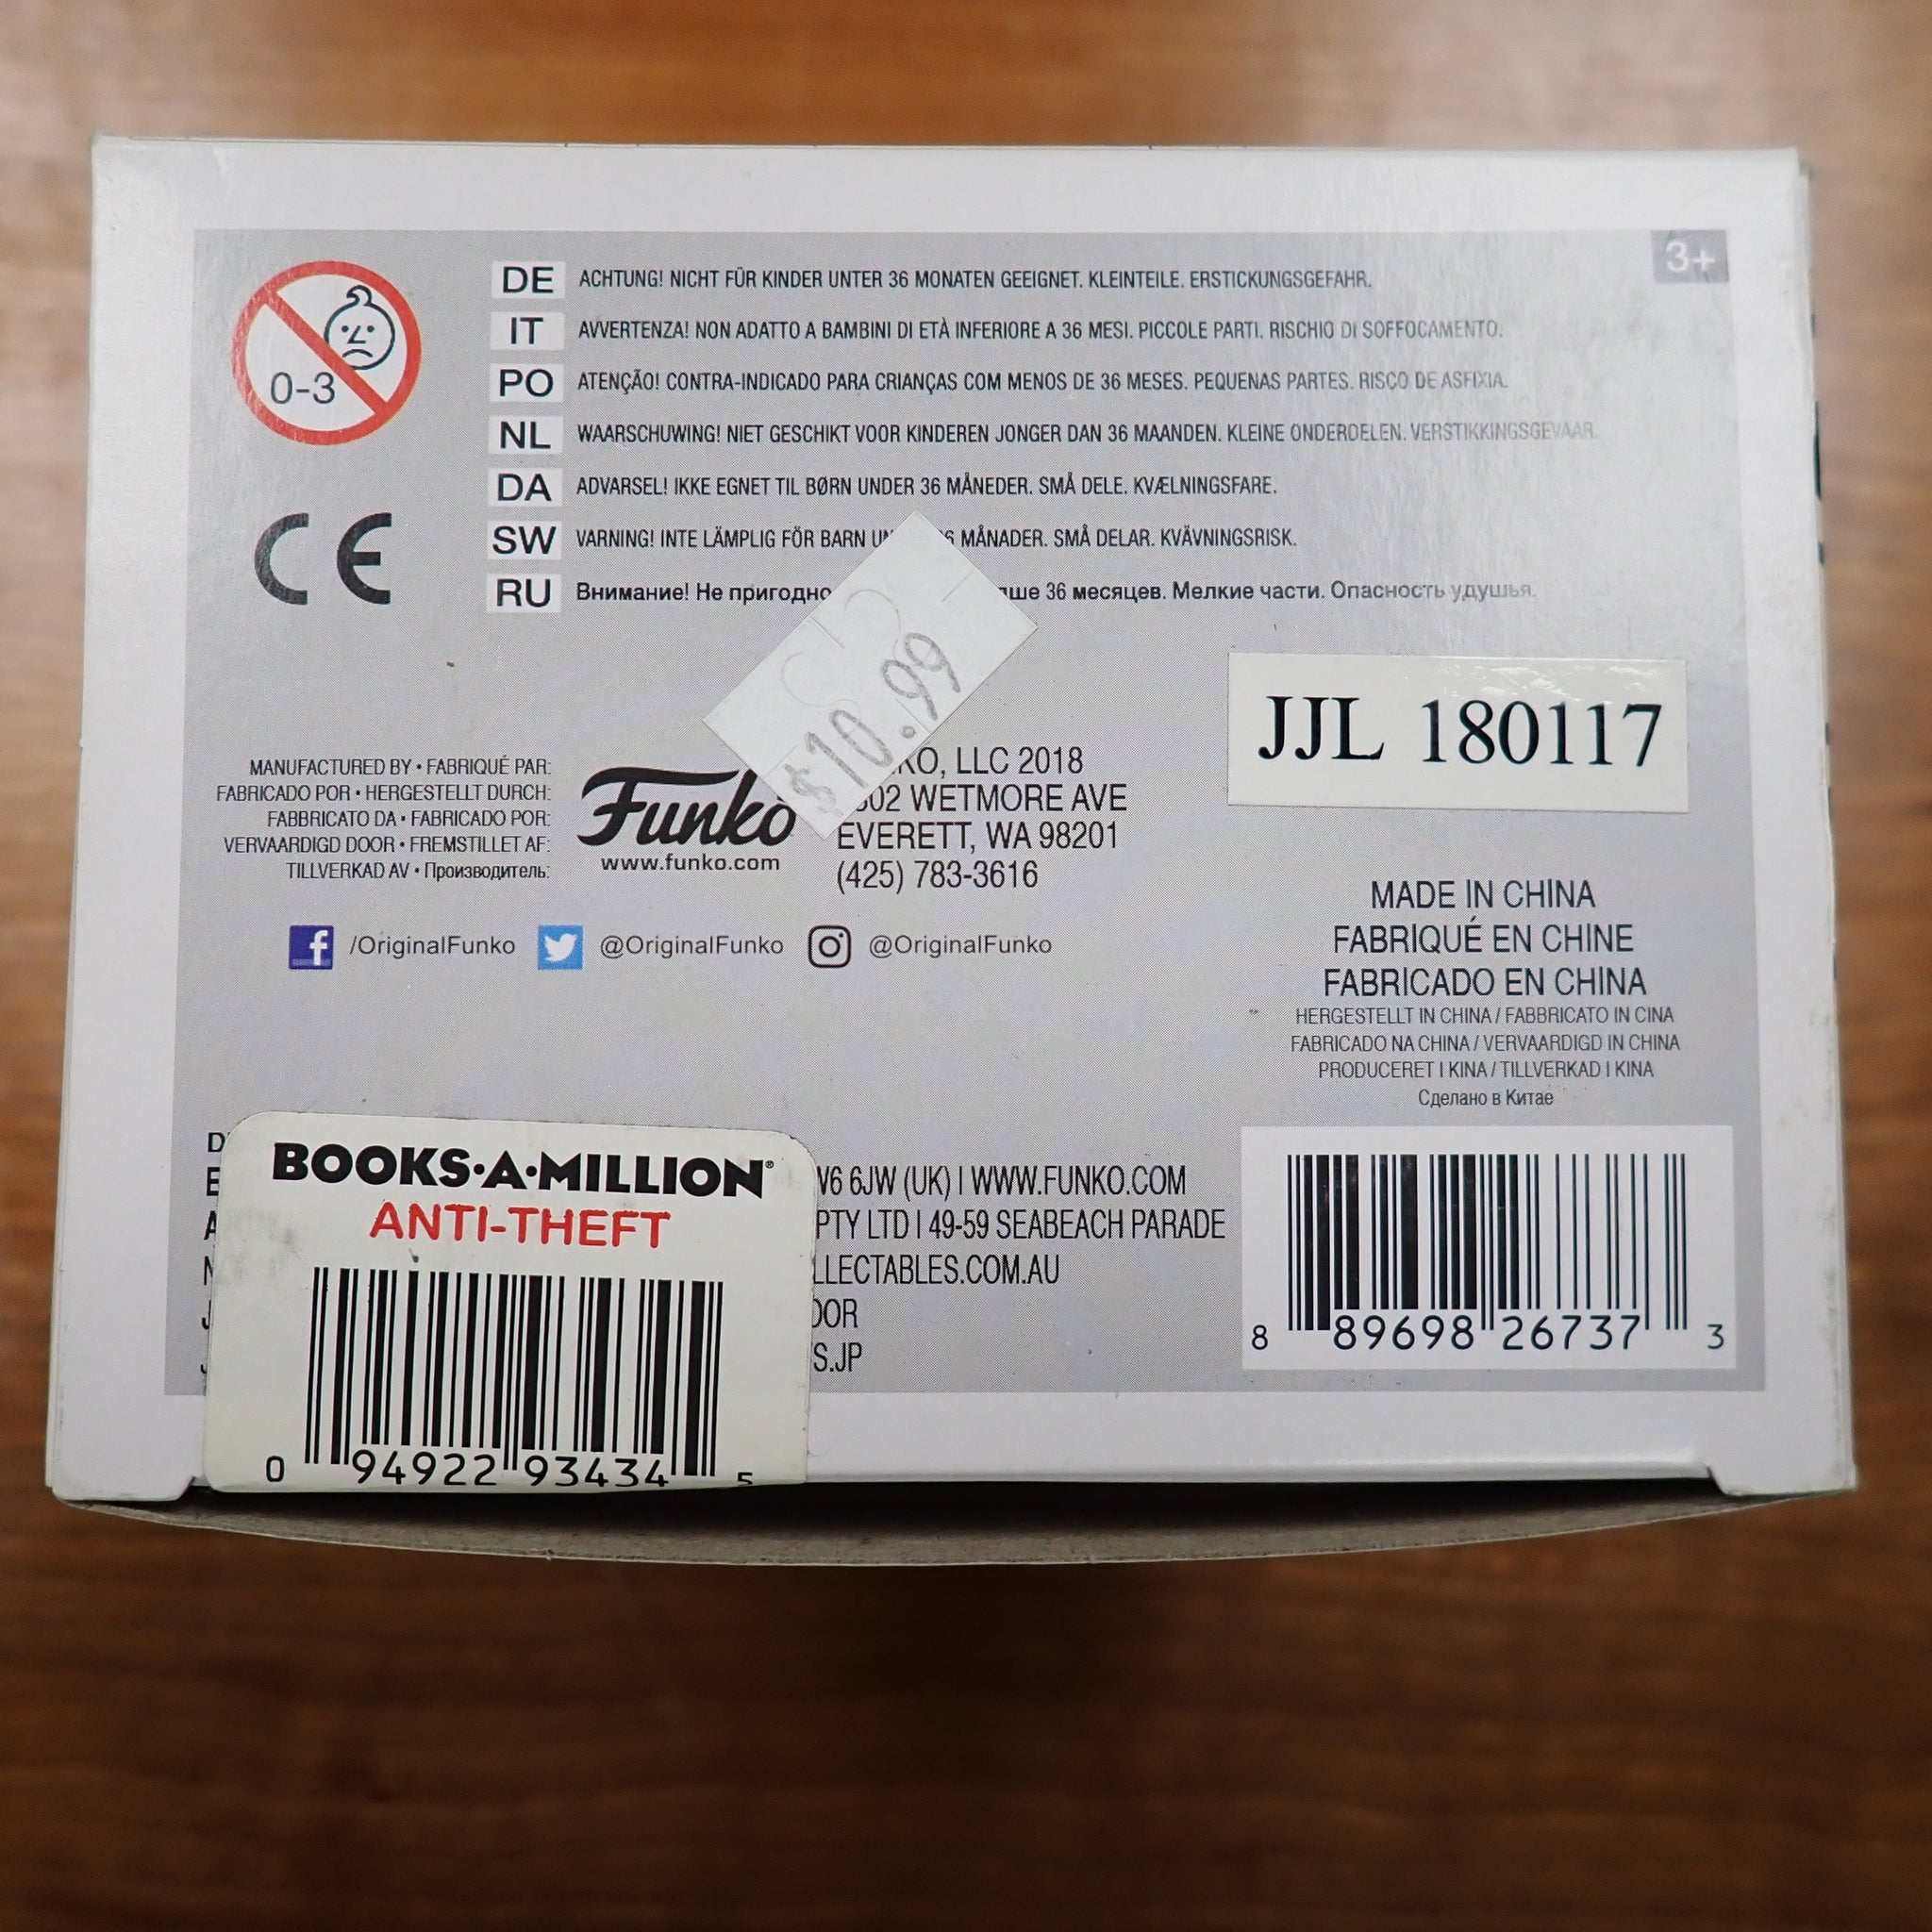 3+
0-3
DE ACHTUNG! NICHT FÜR KINDER UNTER 36 MONATEN GEEIGNET. KLEINTEILE. ERSTICKUNGSGEFAHR.
IT AVVERTENZA! NON ADATTO A BAMBINI DI ETÀ INFERIORE A 36 MESI. PICCOLE PARTI. RISCHIO DI SOFFOCAMENTO.
PO ATENÇÃO! CONTRA-INDICADO PARA CRIANÇAS COM MENOS DE 36 MESES. PEQUENAS PARTES. RISCO DE ASFIXIA.
NL WAARSCHUWING! NIET GESCHIKT VOOR KINDEREN JONGER DAN 36 MAANDEN. KLEINE ONDERDELEN. VERSTIKKINGSGEVAAR.
DA ADVARSEL! IKKE EGNET TIL BØRN UNDER 36 MÅNEDER. SMÅ DELE. KVÆLNINGSFARE.
SW VARNING! INTE LÄMPLIG FÖR BARN MÅNADER. SMÅ DELAR. KVÄVNINGSRISK.
RU Внимание! Не пригодно 36 месяцев. Мелкие части. Опасность удушья.
CE
$10.99
JJL 180117
MANUFACTURED BY • FABRIQUÉ PAR:
FABRICADO POR • HERGESTELLT DURCH:
FABBRICATO DA • FABRICADO POR:
VERVAARDIGD DOOR • FREMSTILLET AF:
TILLVERKAD AV • Производитель:
Funko
www.funko.com
LLC 2018
WETMORE AVE
EVERETT, WA 98201
(425) 783-3616
/OriginalFunko @OriginalFunko @OriginalFunko
MADE IN CHINA
FABRIQUÉ EN CHINE
FABRICADO EN CHINA
HERGESTELLT IN CHINA / FABBRICATO IN CINA
FABRICADO NA CHINA / VERVAARDIGD IN CHINA
PRODUCERET I KINA / TILLVERKAD I KINA
Сделано в Китае
BOOKS•A•MILLION
ANTI-THEFT
0 94922 93434 5
6JW (UK) | WWW.FUNKO.COM
PTY LTD | 49-59 SEABEACH PARADE
LLECTABLES.COM.AU
S.JP
8 89698 26737 3